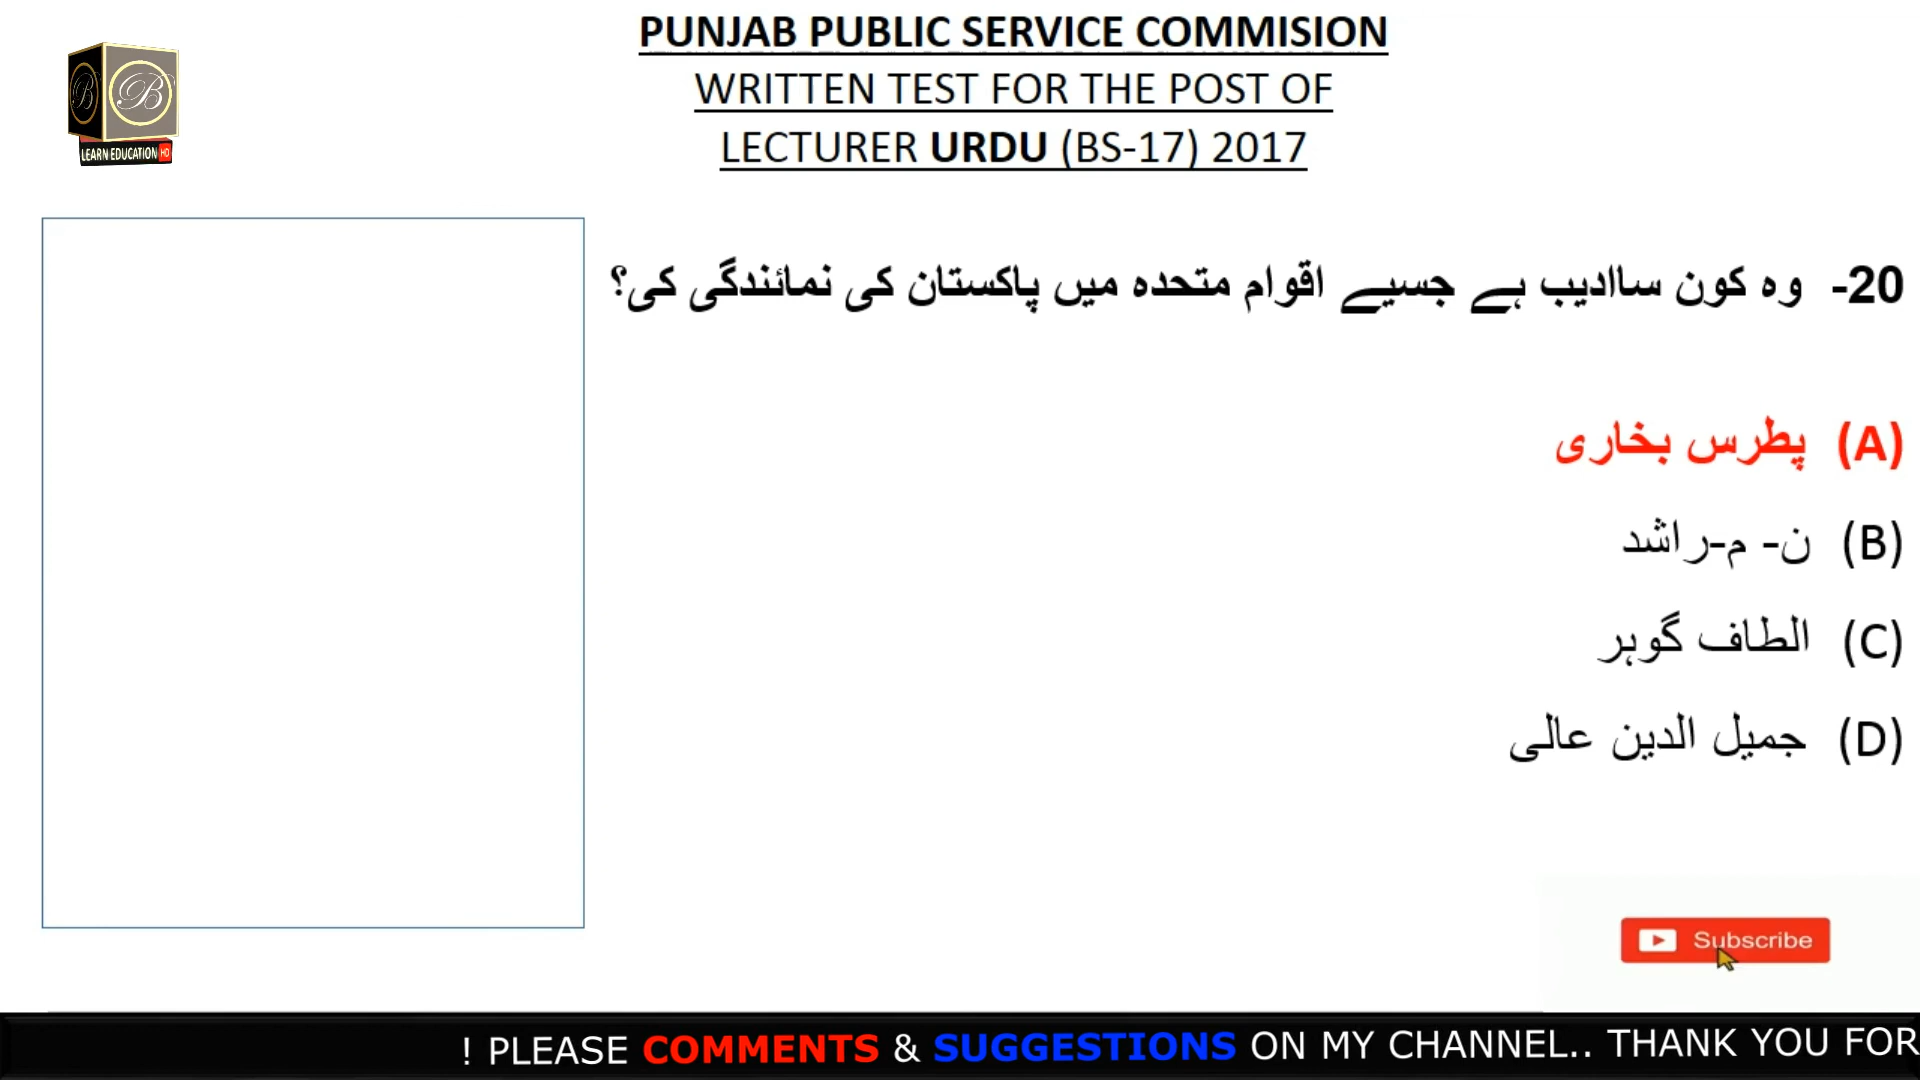 PUNJAB PUBLIC SERVICE COMMISION
WRITTEN TEST FOR THE POST OF
LECTURER URDU (BS-17) 2017
B B
LEARN EDUCATION HD
20- وہ کون ساادیب ہے جسیے اقوام متحدہ میں پاکستان کی نمائندگی کی؟
(A) پطرس بخاری
(B) ن- م-راشد
(C) الطاف گوہر
(D) جمیل الدین عالی
Subscribe
! PLEASE COMMENTS & SUGGESTIONS ON MY CHANNEL.. THANK YOU FOR